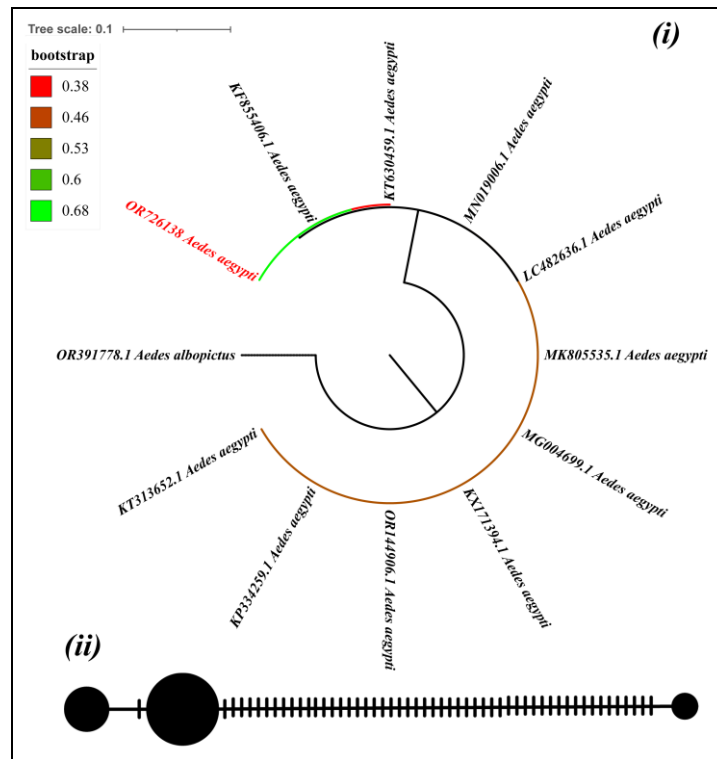 Tree scale: 0.1
(i)
bootstrap
0.38
0.46
0.53
0.6
0.68
OR726138 Aedes aegypti
KF855406.1 Aedes aegypti
KT630459.1 Aedes aegypti
MN019006.1 Aedes aegypti
LC482636.1 Aedes aegypti
MK805535.1 Aedes aegypti
MG004699.1 Aedes aegypti
KX171394.1 Aedes aegypti
OR144906.1 Aedes aegypti
KP334259.1 Aedes aegypti
KT313652.1 Aedes aegypti
OR391778.1 Aedes albopictus
(ii)